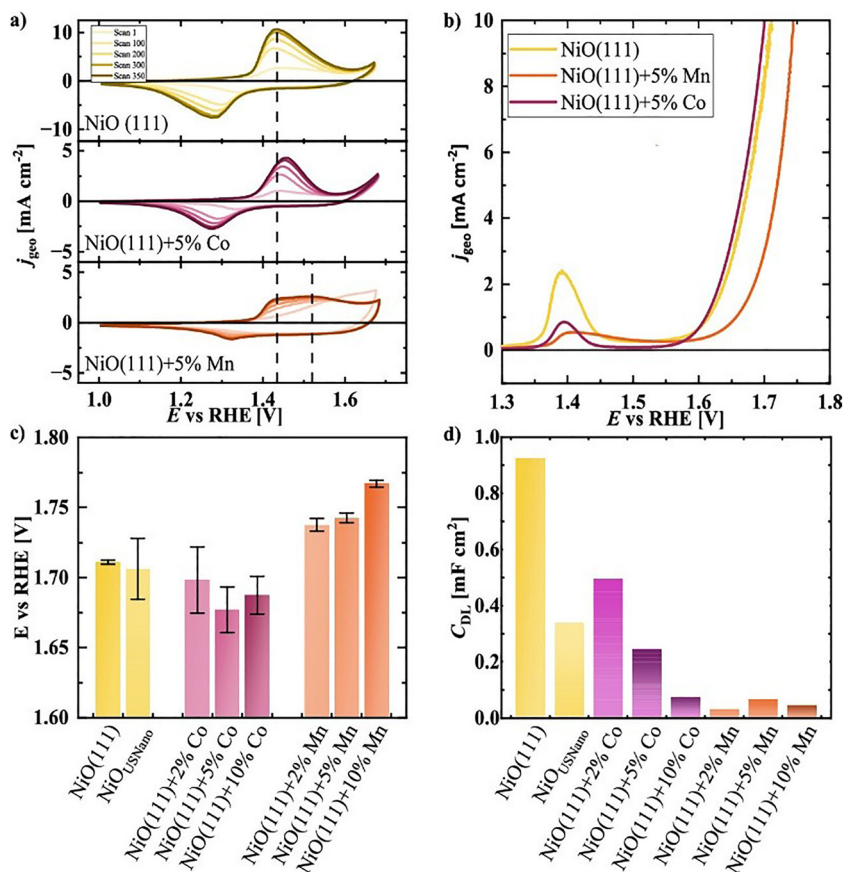 a)
10
0
−10
Scan 1
Scan 100
Scan 200
Scan 300
Scan 350
NiO (111)
5
0
−5
NiO(111)+5% Co
5
0
−5
NiO(111)+5% Mn
j geo [mA cm-2]
1.0 1.2 1.4 1.6
E vs RHE [V]
b)
10
8
6
4
2
0
NiO(111)
NiO(111)+5% Mn
NiO(111)+5% Co
j geo [mA cm-2]
1.3 1.4 1.5 1.6 1.7 1.8
E vs RHE [V]
c)
1.80
1.75
1.70
1.65
1.60
E vs RHE [V]
NiO(111)
NiOUSNano
NiO(111)+2% Co
NiO(111)+5% Co
NiO(111)+10% Co
NiO(111)+2% Mn
NiO(111)+5% Mn
NiO(111)+10% Mn
d)
1.0
0.8
0.6
0.4
0.2
0.0
CDL [mF cm2]
NiO(111)
NiOUSNano
NiO(111)+2% Co
NiO(111)+5% Co
NiO(111)+10% Co
NiO(111)+2% Mn
NiO(111)+5% Mn
NiO(111)+10% Mn